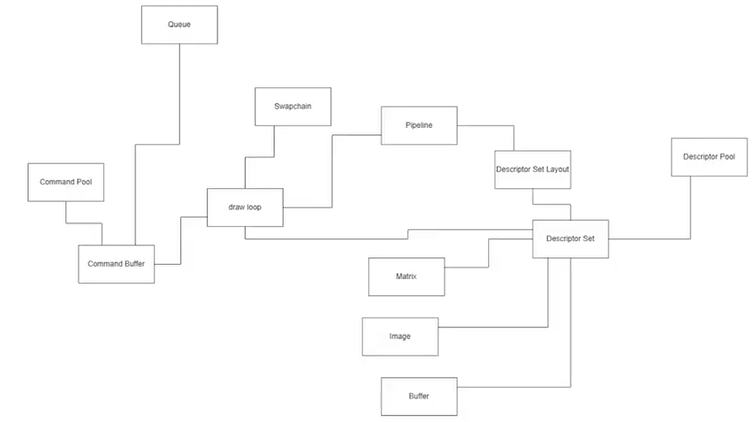 Queue
Swapchain
Pipeline
Descriptor Pool
Descriptor Set Layout
Command Pool
draw loop
Descriptor Set
Command Buffer
Matrix
Image
Buffer